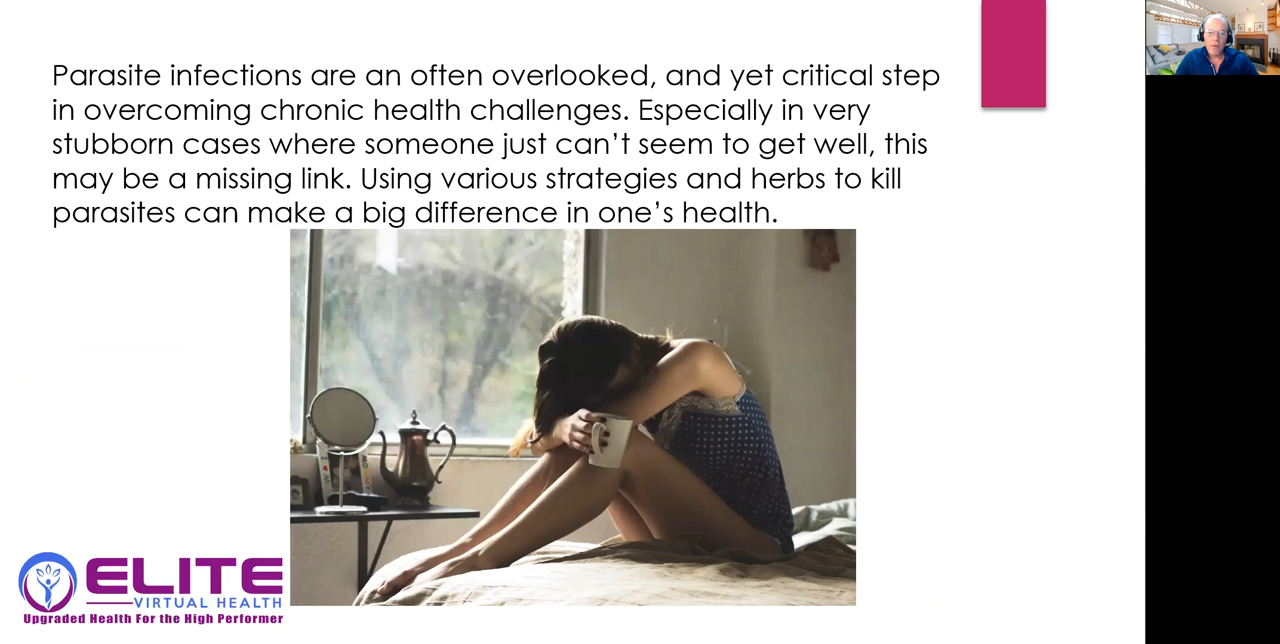 Parasite infections are an often overlooked, and yet critical step
in overcoming chronic health challenges. Especially in very
stubborn cases where someone just can’t seem to get well, this
may be a missing link. Using various strategies and herbs to kill
parasites can make a big difference in one’s health.
ELITE
VIRTUAL HEALTH
Upgraded Health For the High Performer